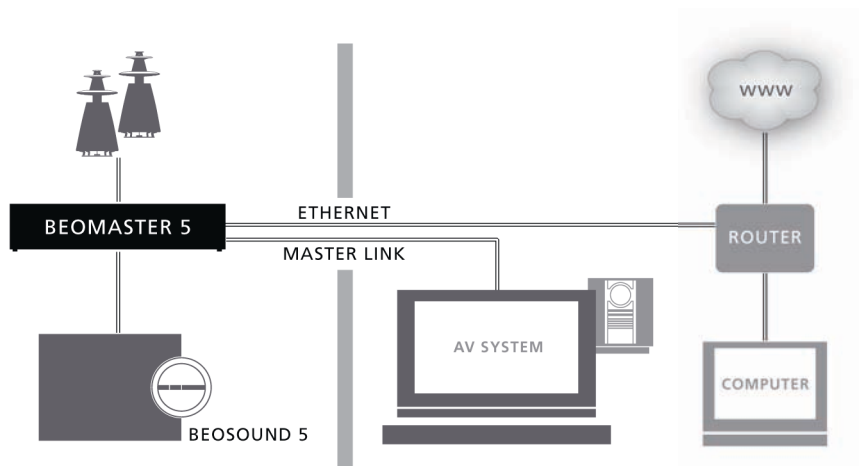 WWW
ETHERNET
BEOMASTER 5
ROUTER
MASTER LINK
AV SYSTEM
COMPUTER
BEOSOUND 5